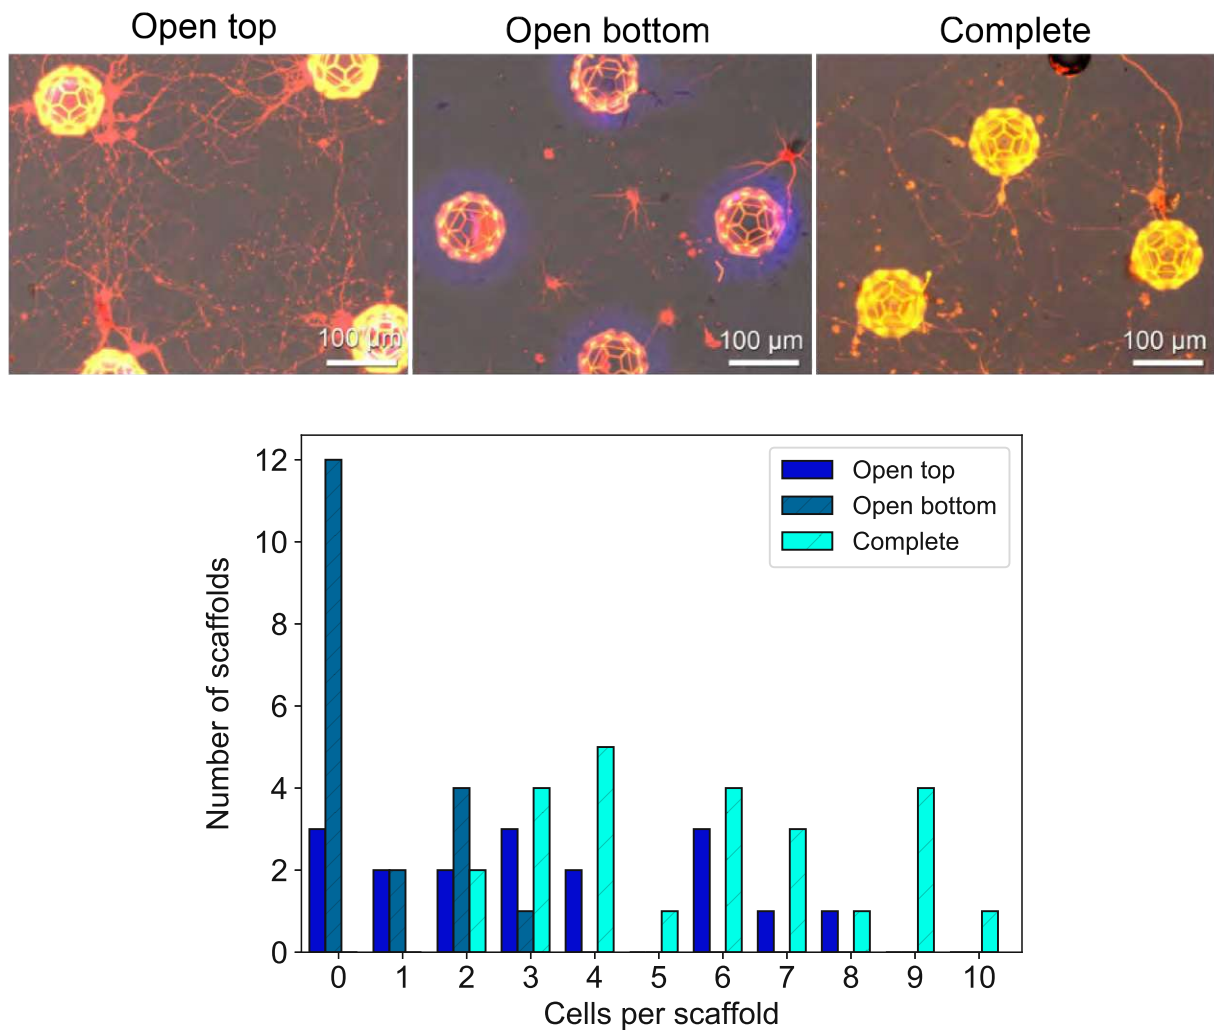 Open top
Open bottom
Complete
100 µm
100 µm
100 µm
12
10
8
6
4
2
0
Number of scaffolds
Open top
Open bottom
Complete
0 1 2 3 4 5 6 7 8 9 10
Cells per scaffold